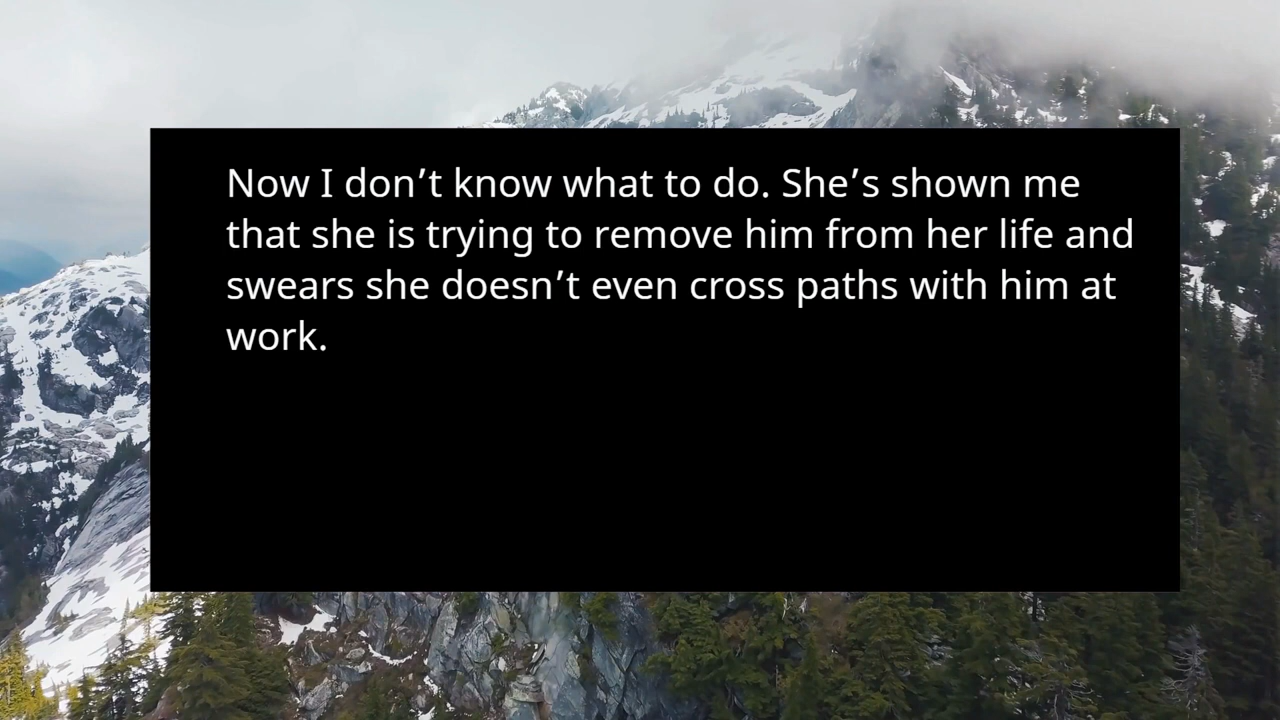 Now I don’t know what to do. She’s shown me
that she is trying to remove him from her life and
swears she doesn’t even cross paths with him at
work.